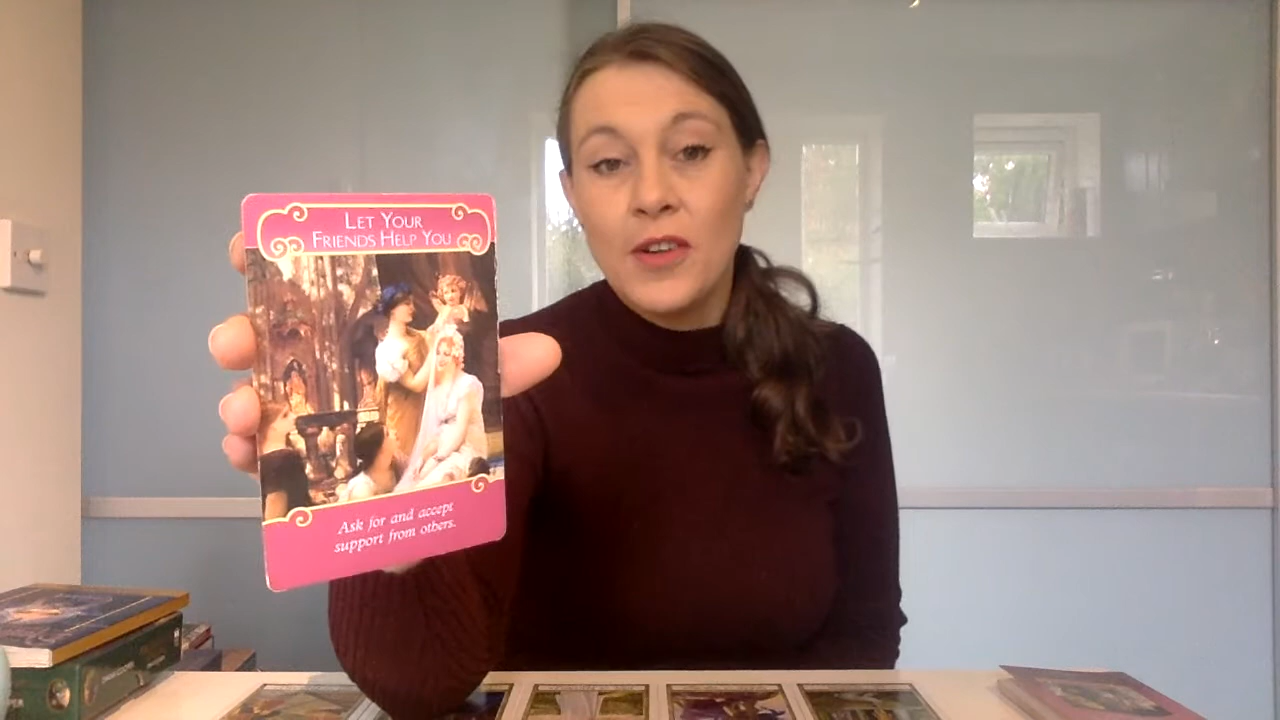 LET YOUR
FRIENDS HELP YOU
Ask for and accept
support from others.